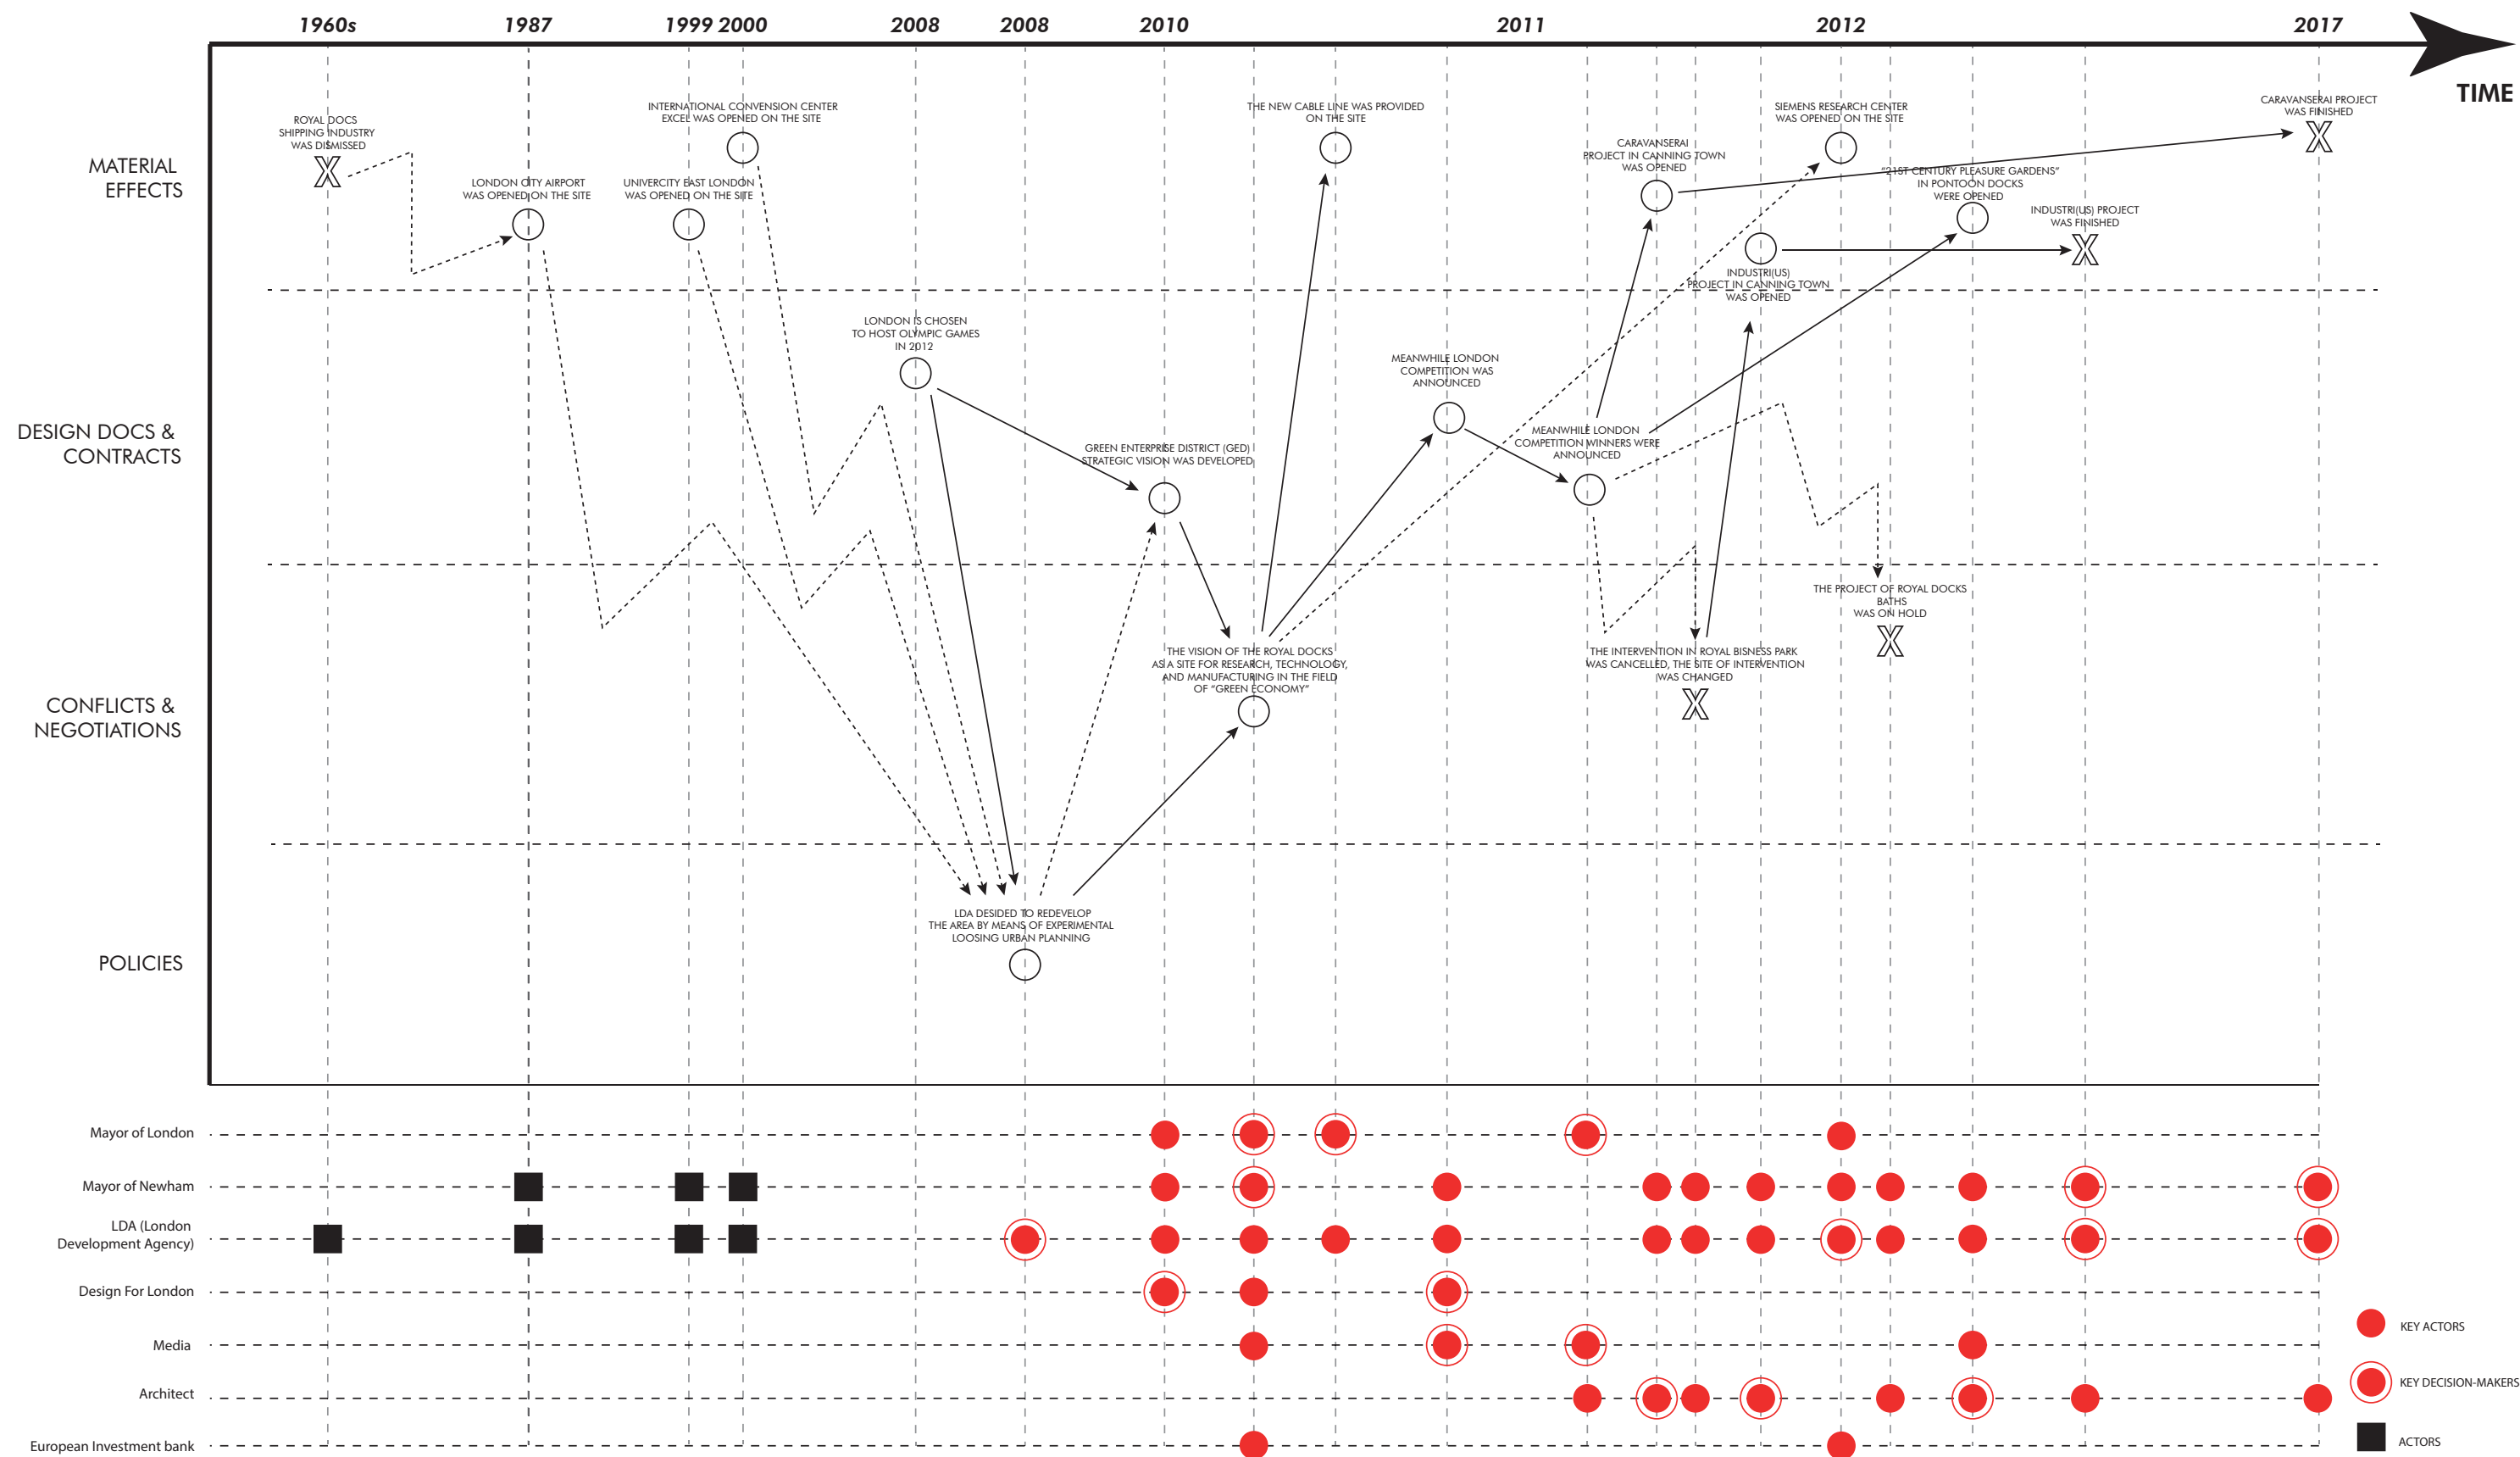 1960s
1987
1999 2000
2008
2008
2010
2011
2012
2017
TIME
MATERIAL
EFFECTS
ROYAL DOCS
SHIPPING INDUSTRY
WAS DISMISSED
LONDON CITY AIRPORT
WAS OPENED ON THE SITE
UNIVERCITY EAST LONDON
WAS OPENED ON THE SITE
INTERNATIONAL CONVENSION CENTER
EXCEL WAS OPENED ON THE SITE
THE NEW CABLE LINE WAS PROVIDED
ON THE SITE
CARAVANSERAI
PROJECT IN CANNING TOWN
WAS OPENED
SIEMENS RESEARCH CENTER
WAS OPENED ON THE SITE
"21ST CENTURY PLEASURE GARDENS"
IN PONTOON DOCKS
WERE OPENED
INDUSTRI(US) PROJECT
WAS FINISHED
CARAVANSERAI PROJECT
WAS FINISHED
INDUSTRI(US)
PROJECT IN CANNING TOWN
WAS OPENED
DESIGN DOCS &
CONTRACTS
LONDON IS CHOSEN
TO HOST OLYMPIC GAMES
IN 2012
GREEN ENTERPRISE DISTRICT (GED)
STRATEGIC VISION WAS DEVELOPED
MEANWHILE LONDON
COMPETITION WAS
ANNOUNCED
MEANWHILE LONDON
COMPETITION WINNERS WERE
ANNOUNCED
CONFLICTS &
NEGOTIATIONS
THE VISION OF THE ROYAL DOCKS
AS A SITE FOR RESEARCH, TECHNOLOGY,
AND MANUFACTURING IN THE FIELD
OF "GREEN ECONOMY"
THE INTERVENTION IN ROYAL BISNESS PARK
WAS CANCELLED, THE SITE OF INTERVENTION
WAS CHANGED
THE PROJECT OF ROYAL DOCKS
BATHS
WAS ON HOLD
POLICIES
LDA DESIDED TO REDEVELOP
THE AREA BY MEANS OF EXPERIMENTAL
LOOSING URBAN PLANNING
Mayor of London
Mayor of Newham
LDA (London
Development Agency)
Design For London
Media
Architect
European Investment bank
KEY ACTORS
KEY DECISION-MAKERS
ACTORS